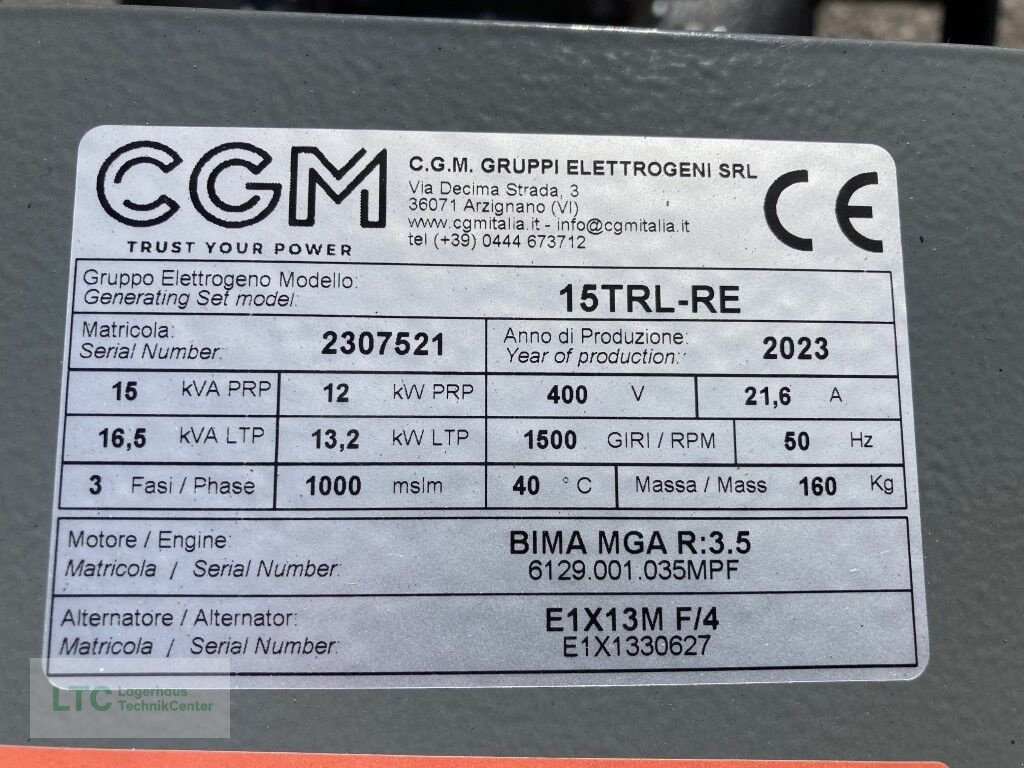 CGM
TRUST YOUR POWER
C.G.M. GRUPPI ELETTROGENI SRL
Via Decima Strada, 3
36071 Arzignano (VI)
www.cgmitalia.it - info@cgmitalia.it
tel (+39) 0444 673712
CE
Gruppo Elettrogeno Modello:
Generating Set model:
15TRL-RE
Matricola:
Serial Number:
2307521
Anno di Produzione:
Year of production:
2023
15 kVA PRP 12 kW PRP 400 V 21,6 A
16,5 kVA LTP 13,2 kW LTP 1500 GIRI / RPM 50 Hz
3 Fasi / Phase 1000 mslm 40 °C Massa / Mass 160 Kg
Motore / Engine: BIMA MGA R:3.5
Matricola / Serial Number: 6129.001.035MPF
Alternatore / Alternator: E1X13M F/4
Matricola / Serial Number: E1X1330627
LTC Lagerhaus
TechnikCenter